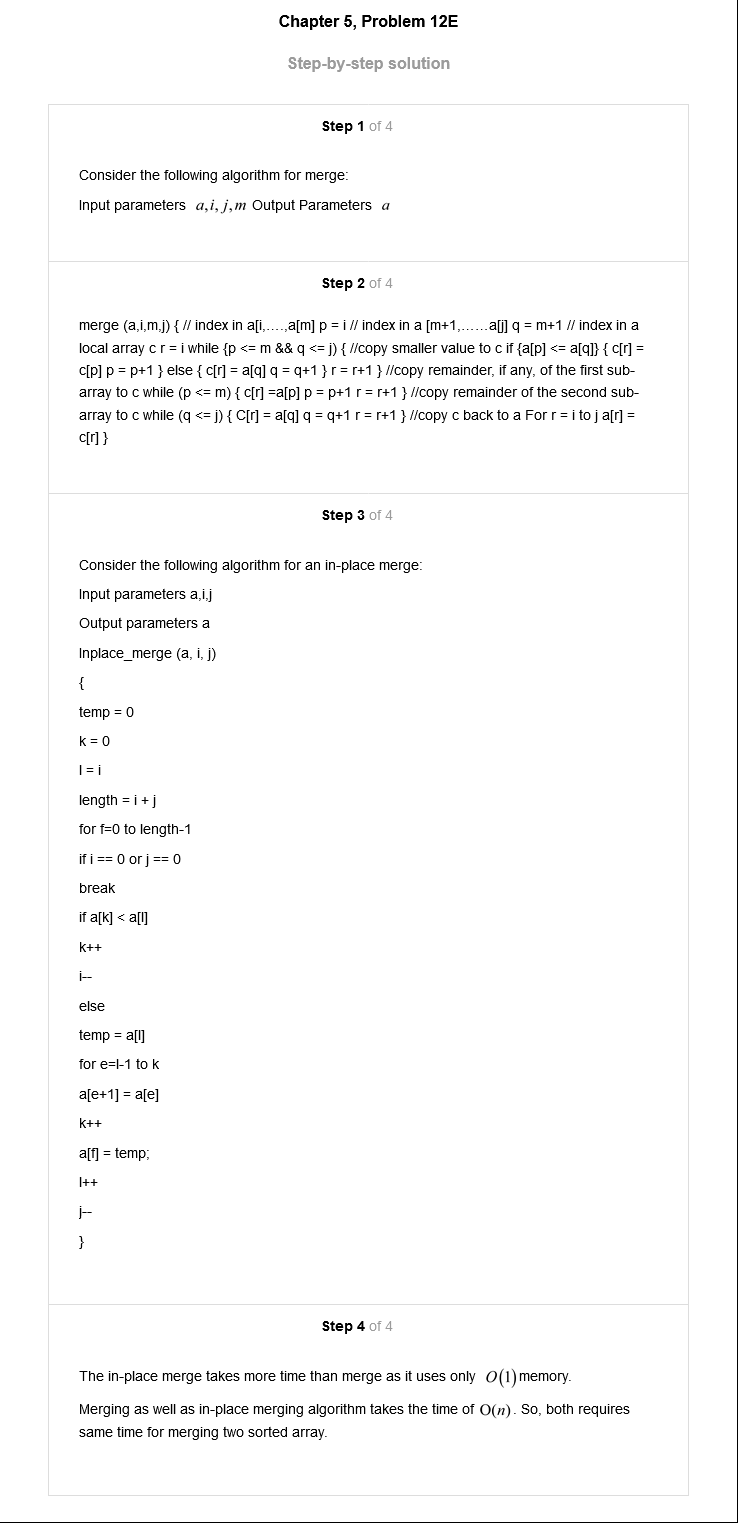 Chapter 5, Problem 12E
Step-by-step solution
Step 1 of 4
Consider the following algorithm for merge:
Input parameters a,i,j,m Output Parameters a
Step 2 of 4
merge (a,i,m,j) { // index in a[i,....,a[m] p = i // index in a [m+1,......a[j] q = m+1 // index in a
local array c r = i while {p <= m && q <= j) { //copy smaller value to c if {a[p] <= a[q]} { c[r] =
c[p] p = p+1 } else { c[r] = a[q] q = q+1 } r = r+1 } //copy remainder, if any, of the first sub-
array to c while (p <= m) { c[r] =a[p] p = p+1 r = r+1 } //copy remainder of the second sub-
array to c while (q <= j) { C[r] = a[q] q = q+1 r = r+1 } //copy c back to a For r = i to j a[r] =
c[r] }
Step 3 of 4
Consider the following algorithm for an in-place merge:
Input parameters a,i,j
Output parameters a
Inplace_merge (a, i, j)
{
temp = 0
k = 0
l = i
length = i + j
for f=0 to length-1
if i == 0 or j == 0
break
if a[k] < a[l]
k++
i--
else
temp = a[l]
for e=l-1 to k
a[e+1] = a[e]
k++
a[f] = temp;
l++
j--
}
Step 4 of 4
The in-place merge takes more time than merge as it uses only O(1) memory.
Merging as well as in-place merging algorithm takes the time of O(n). So, both requires
same time for merging two sorted array.